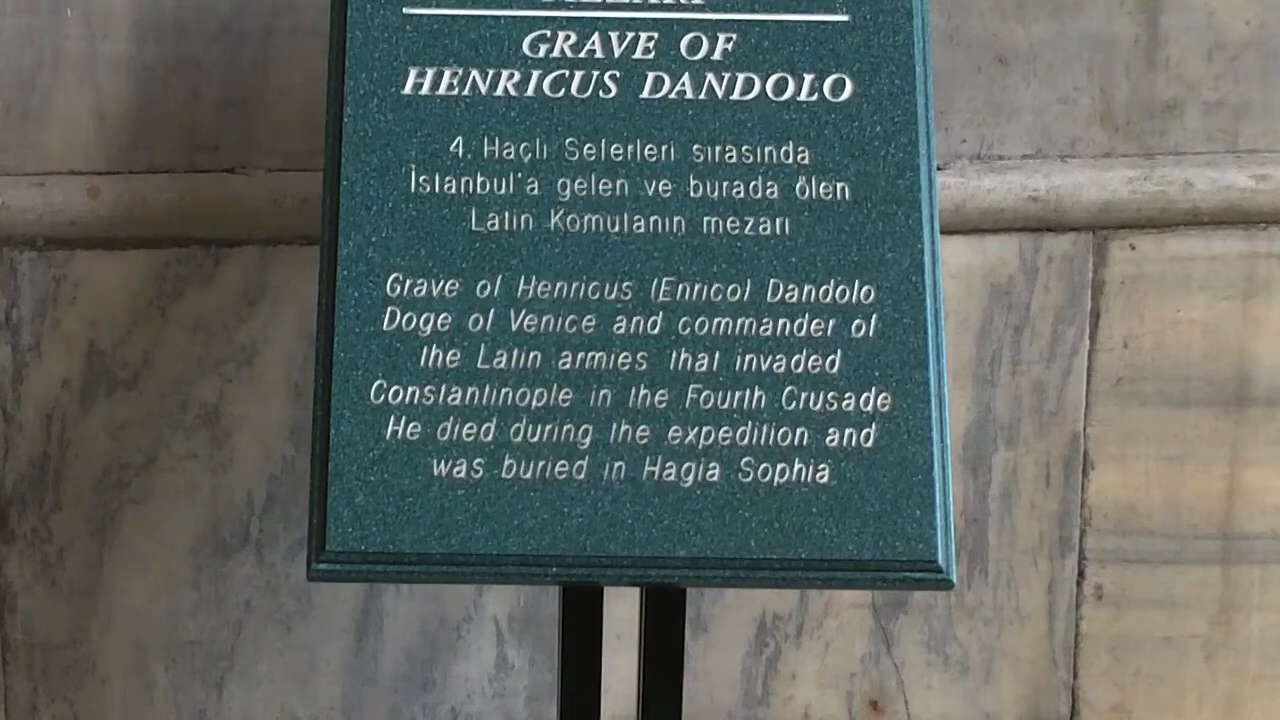 MEZARI
GRAVE OF
HENRICUS DANDOLO
4. Haçlı Seferleri sırasında
İstanbul'a gelen ve burada ölen
Latin Komutanın mezarı
Grave of Henricus (Enrico) Dandolo
Doge of Venice and commander of
the Latin armies that invaded
Constantinople in the Fourth Crusade
He died during the expedition and
was buried in Hagia Sophia